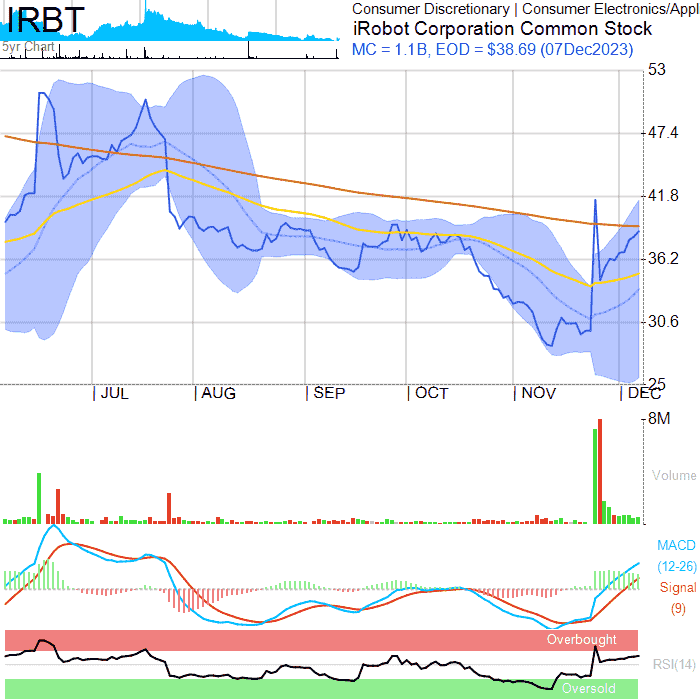 IRBT
5yr Chart
Consumer Discretionary | Consumer Electronics/Appl
iRobot Corporation Common Stock
MC = 1.1B, EOD = $38.69 (07Dec2023)
53
47.4
41.8
36.2
30.6
25
JUL
AUG
SEP
OCT
NOV
DEC
8M
Volume
MACD
(12-26)
Signal
(9)
Overbought
RSI(14)
Oversold